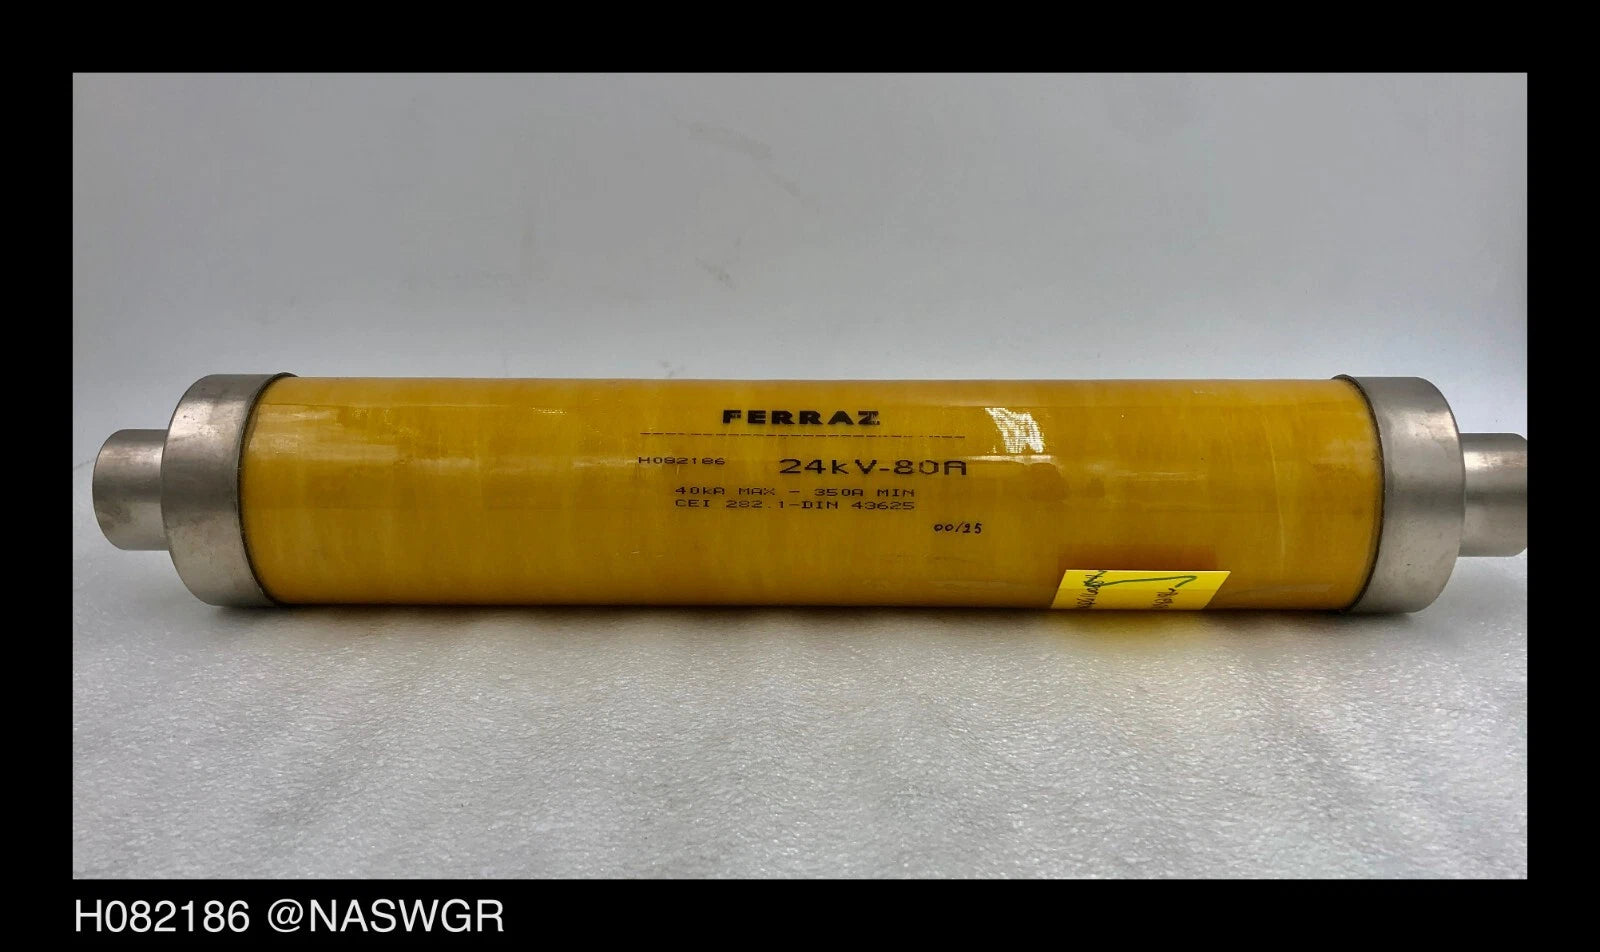 FERRAZ
H082186 24kV-80A
40kA MAX - 350A MIN
CEI 282.1-DIN 43625
00/25
H082186 @NASWGR